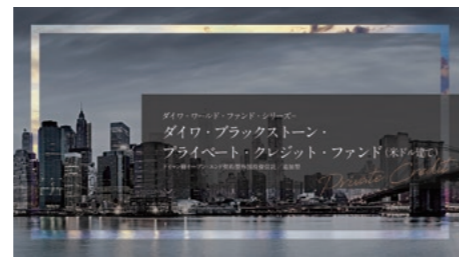 ダイワ・ワールド・ファンド・シリーズ-
ダイワ・ブラックストーン・
プライベート・クレジット・ファンド (米ドル建て)
Private Credit